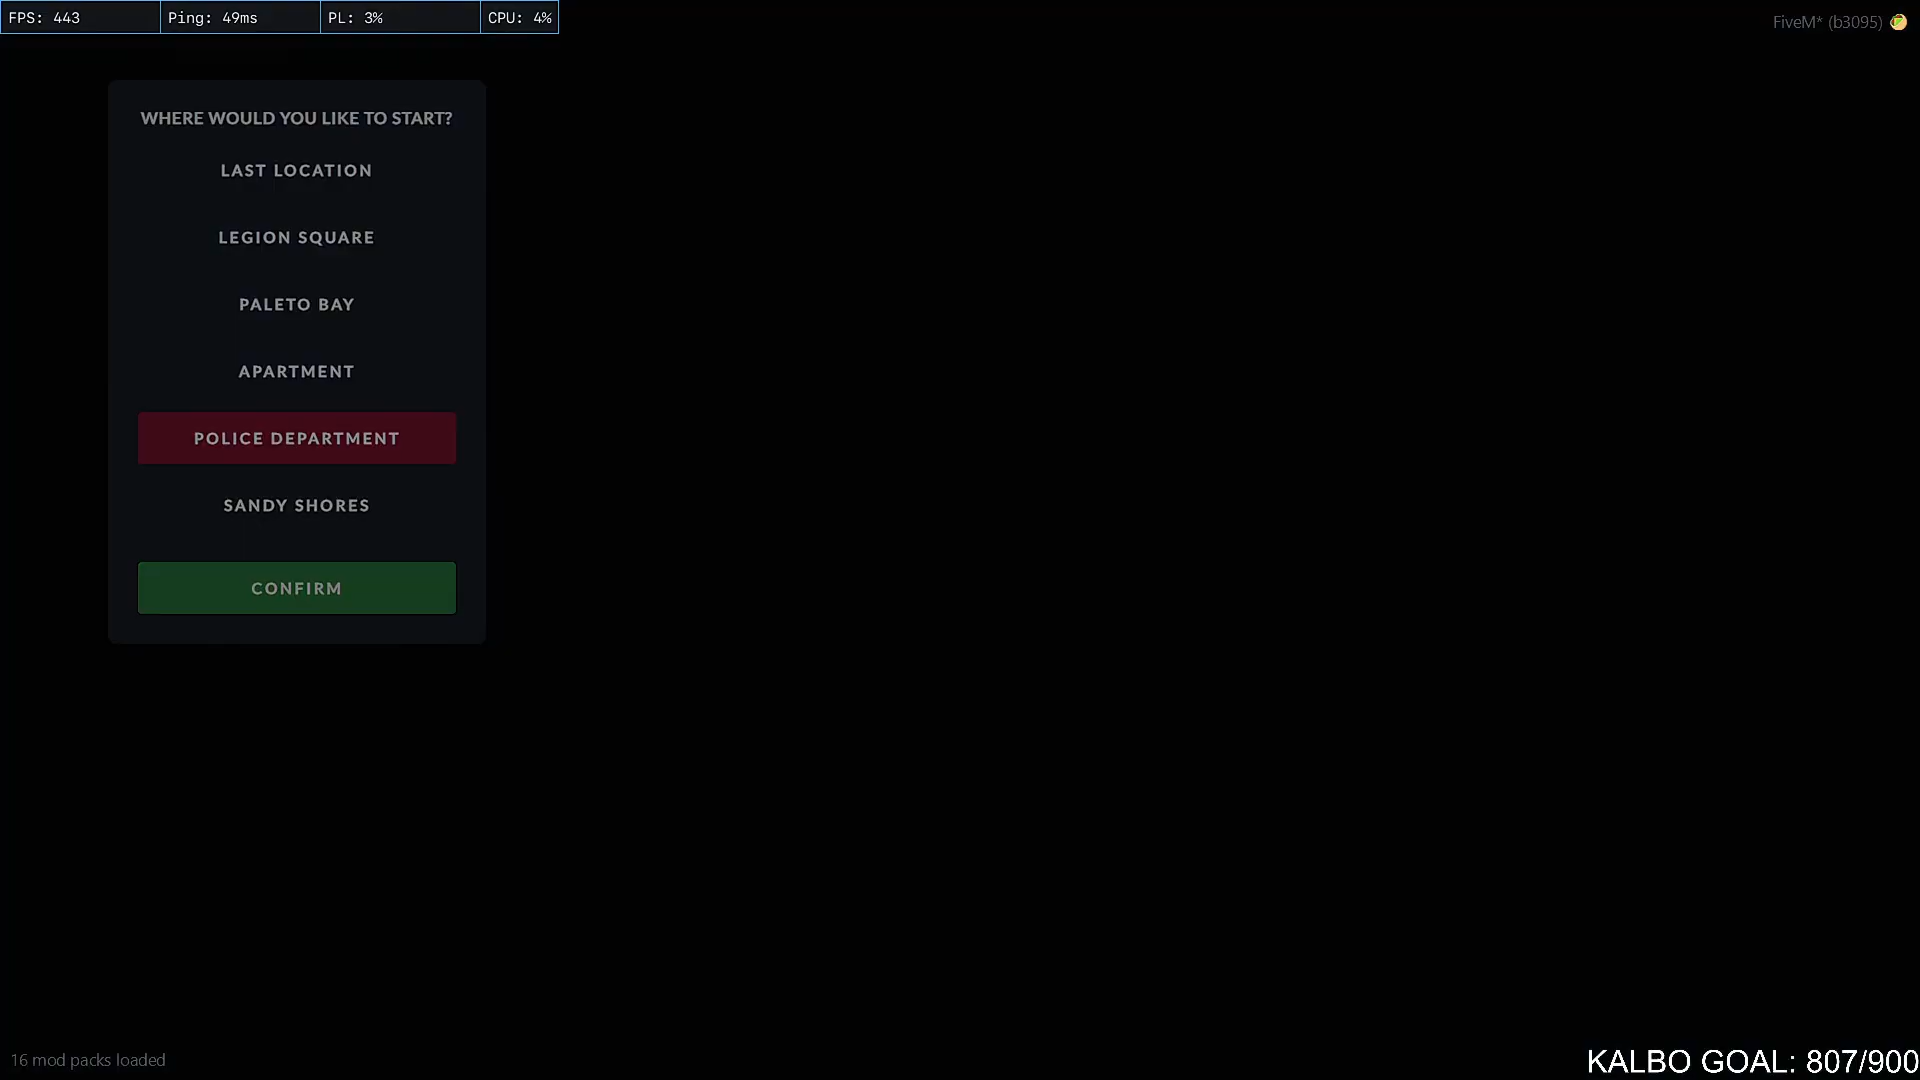 FPS: 443 Ping: 49ms PL: 3% CPU: 4%
FiveM* (b3095)
WHERE WOULD YOU LIKE TO START?
LAST LOCATION
LEGION SQUARE
PALETO BAY
APARTMENT
POLICE DEPARTMENT
SANDY SHORES
CONFIRM
16 mod packs loaded
KALBO GOAL: 807/900